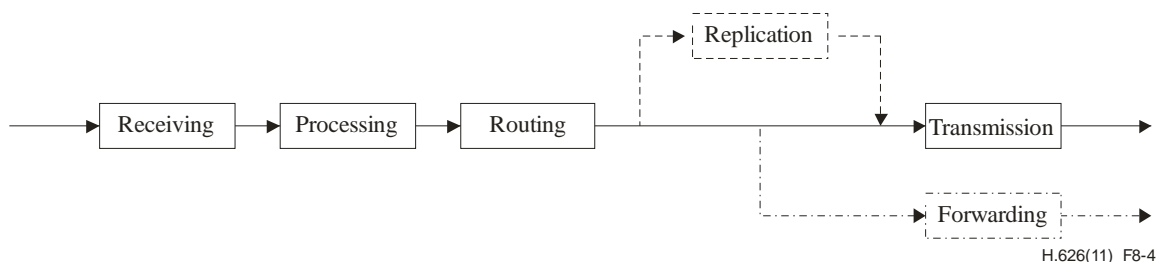 Replication
Receiving
Processing
Routing
Transmission
Forwarding
H.626(11)_F8-4